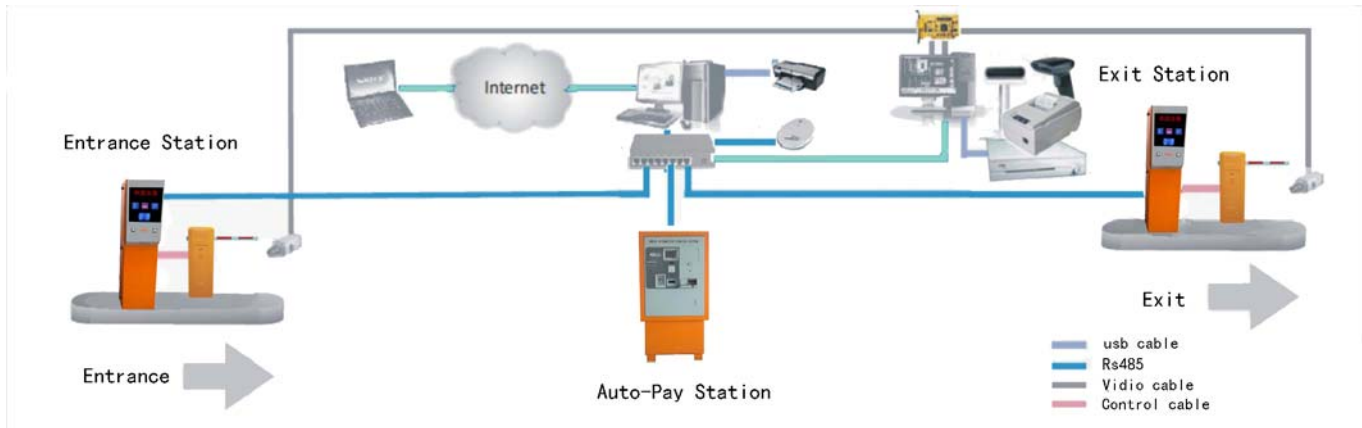 Internet
Exit Station
Entrance Station
Exit
Entrance
Auto-Pay Station
usb cable
Rs485
Vidio cable
Control cable